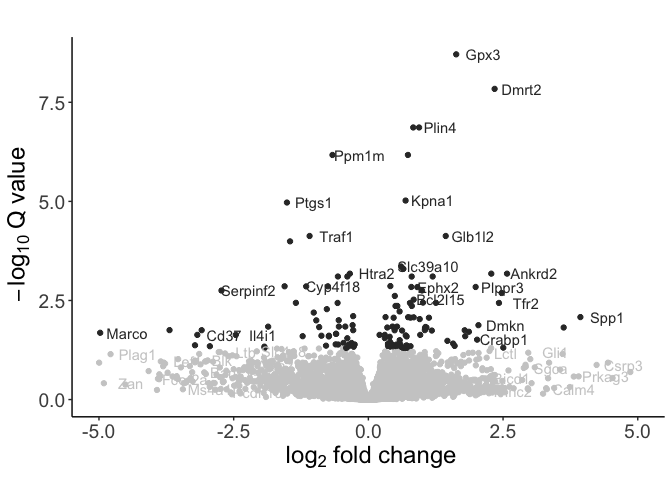 Gpx3
Dmrt2
7.5
Plin4
Ppm1m
Kpna1
Ptgs1
5.0
Traf1
Glb1l2
Slc39a10
Htra2
Ankrd2
Serpinf2
Cyp4f18
Ephx2
Plppr3
2.5
Bcl2l15
Tfr2
Spp1
Marco
Cd37
Il4i1
Dmkn
Crabp1
Plag1
Lctl
Csrp3
Prkag3
Calm4
0.0
-5.0
-2.5
0.0
2.5
5.0
log2 fold change
−log10 Q value